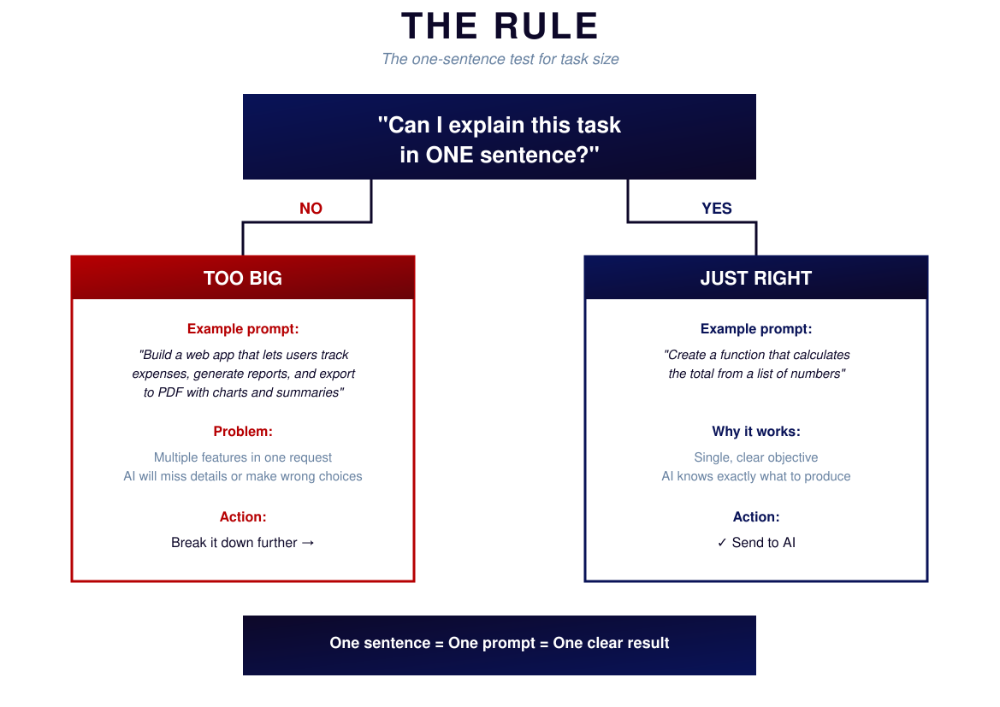 THE RULE
The one-sentence test for task size
"Can I explain this task
in ONE sentence?"
NO
YES
TOO BIG
Example prompt:
"Build a web app that lets users track
expenses, generate reports, and export
to PDF with charts and summaries"
Problem:
Multiple features in one request
AI will miss details or make wrong choices
Action:
Break it down further →
JUST RIGHT
Example prompt:
"Create a function that calculates
the total from a list of numbers"
Why it works:
Single, clear objective
AI knows exactly what to produce
Action:
✓ Send to AI
One sentence = One prompt = One clear result